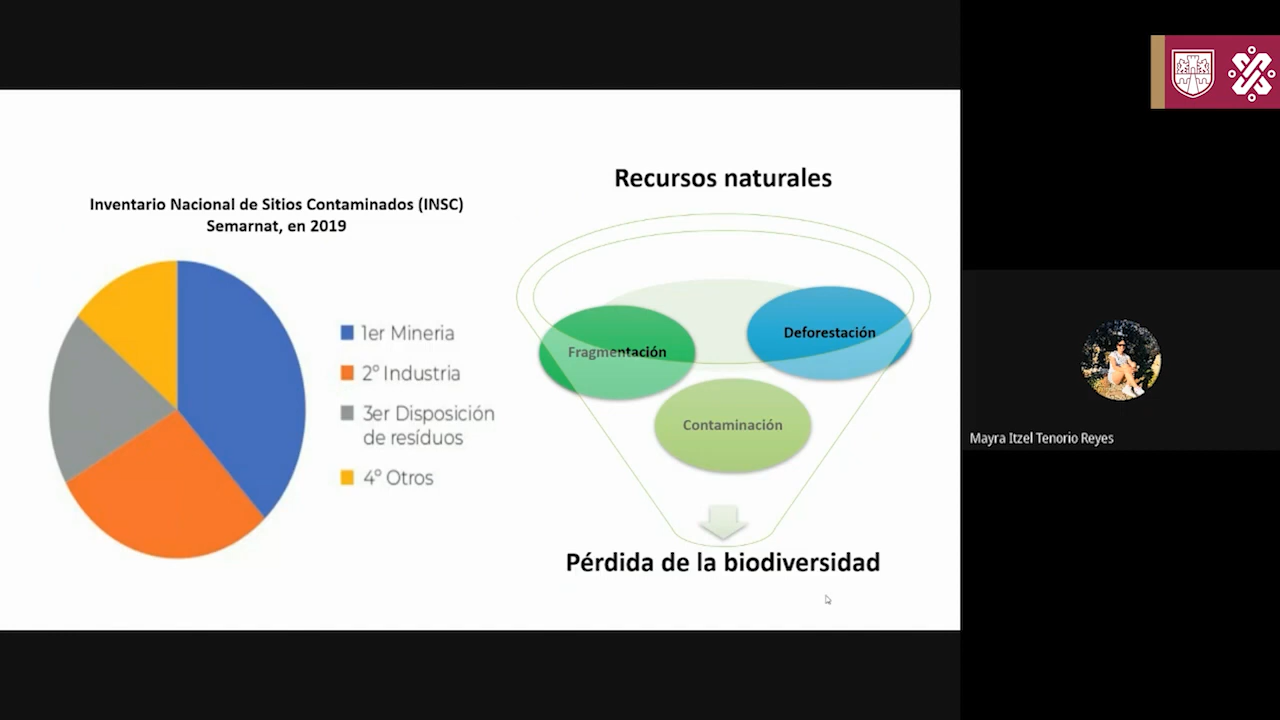 Inventario Nacional de Sitios Contaminados (INSC)
Semarnat, en 2019
1er Mineria
2º Industria
3er Disposición
de resíduos
4º Otros
Recursos naturales
Fragmentación
Deforestación
Contaminación
Pérdida de la biodiversidad
Mayra Itzel Tenorio Reyes